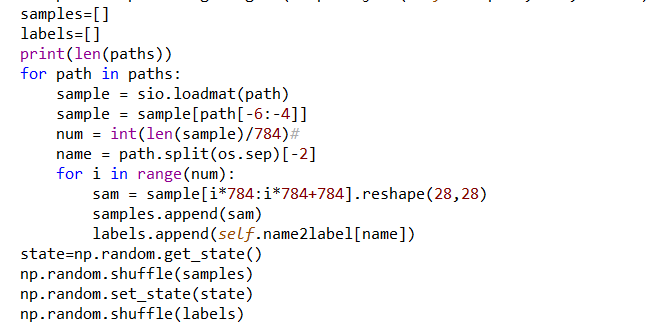 samples=[]
labels=[]
print(len(paths))
for path in paths:
    sample = sio.loadmat(path)
    sample = sample[path[-6:-4]]
    num = int(len(sample)/784)#
    name = path.split(os.sep)[-2]
    for i in range(num):
        sam = sample[i*784:i*784+784].reshape(28,28)
        samples.append(sam)
        labels.append(self.name2label[name])
state=np.random.get_state()
np.random.shuffle(samples)
np.random.set_state(state)
np.random.shuffle(labels)